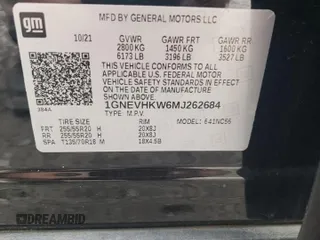 gm
MFD BY GENERAL MOTORS LLC
10/21 GVWR GAWR FRT GAWR RR
2800 KG 1450 KG 1600 KG
6173 LB 3196 LB 3527 LB
THIS VEHICLE CONFORMS TO ALL
APPLICABLE U.S. FEDERAL MOTOR
VEHICLE SAFETY STANDARDS IN EFFECT
ON THE DATE OF MANUFACTURE
SHOWN ABOVE.
1GNEVHKW6MJ262684
TYPE: M.P.V.
TIRE SIZE RIM
FRT 255/55R20 H 20X8J
RR 255/55R20 H 20X8J
SPA T135/70R18 M 18X4.5B
DREAMBID